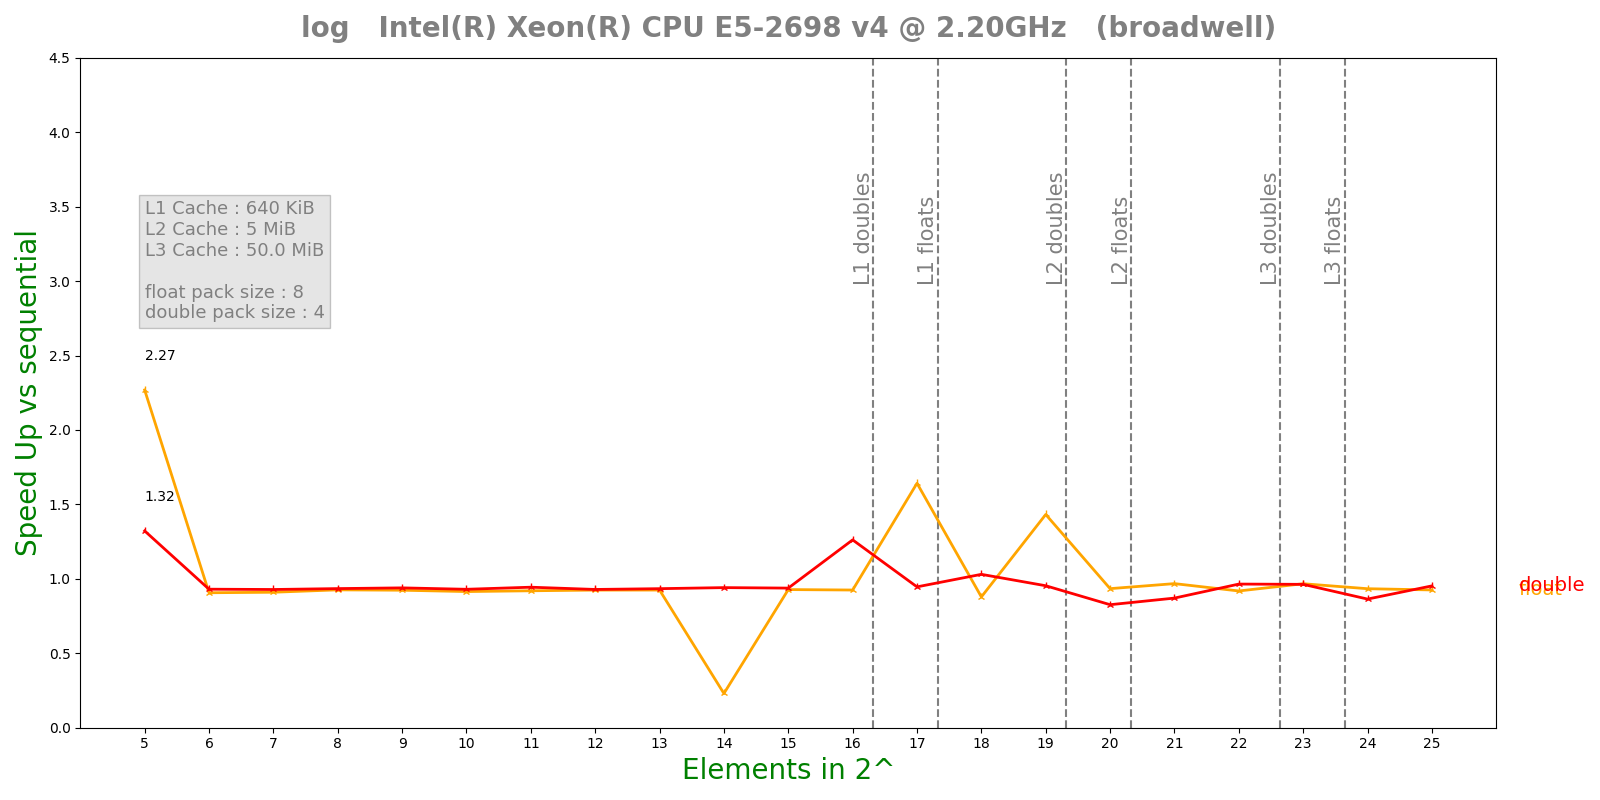 log   Intel(R) Xeon(R) CPU E5-2698 v4 @ 2.20GHz   (broadwell)
Speed Up vs sequential
4.5
4.0
3.5
3.0
2.5
2.0
1.5
1.0
0.5
0.0
L1 Cache : 640 KiB
L2 Cache : 5 MiB
L3 Cache : 50.0 MiB
float pack size : 8
double pack size : 4
2.27
1.32
L1 doubles
L1 floats
L2 doubles
L2 floats
L3 doubles
L3 floats
double
float
5 6 7 8 9 10 11 12 13 14 15 16 17 18 19 20 21 22 23 24 25
Elements in 2^